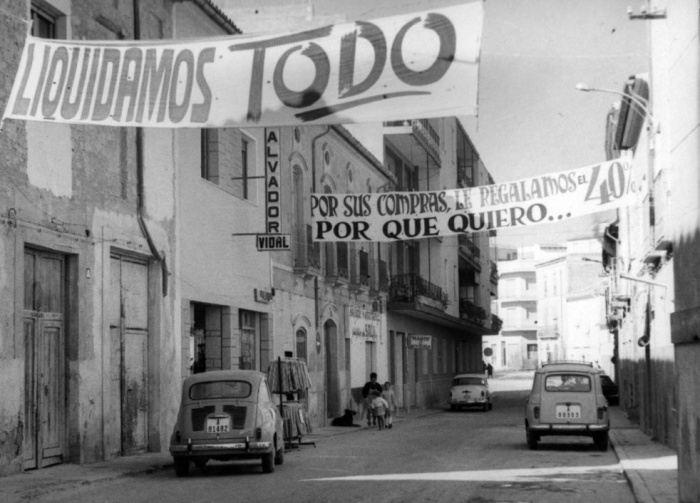 LIQUIDAMOS TODO
ALVADOR
VIDAL
POR SUS COMPRAS, LE REGALAMOS EL 40%
POR QUE QUIERO...